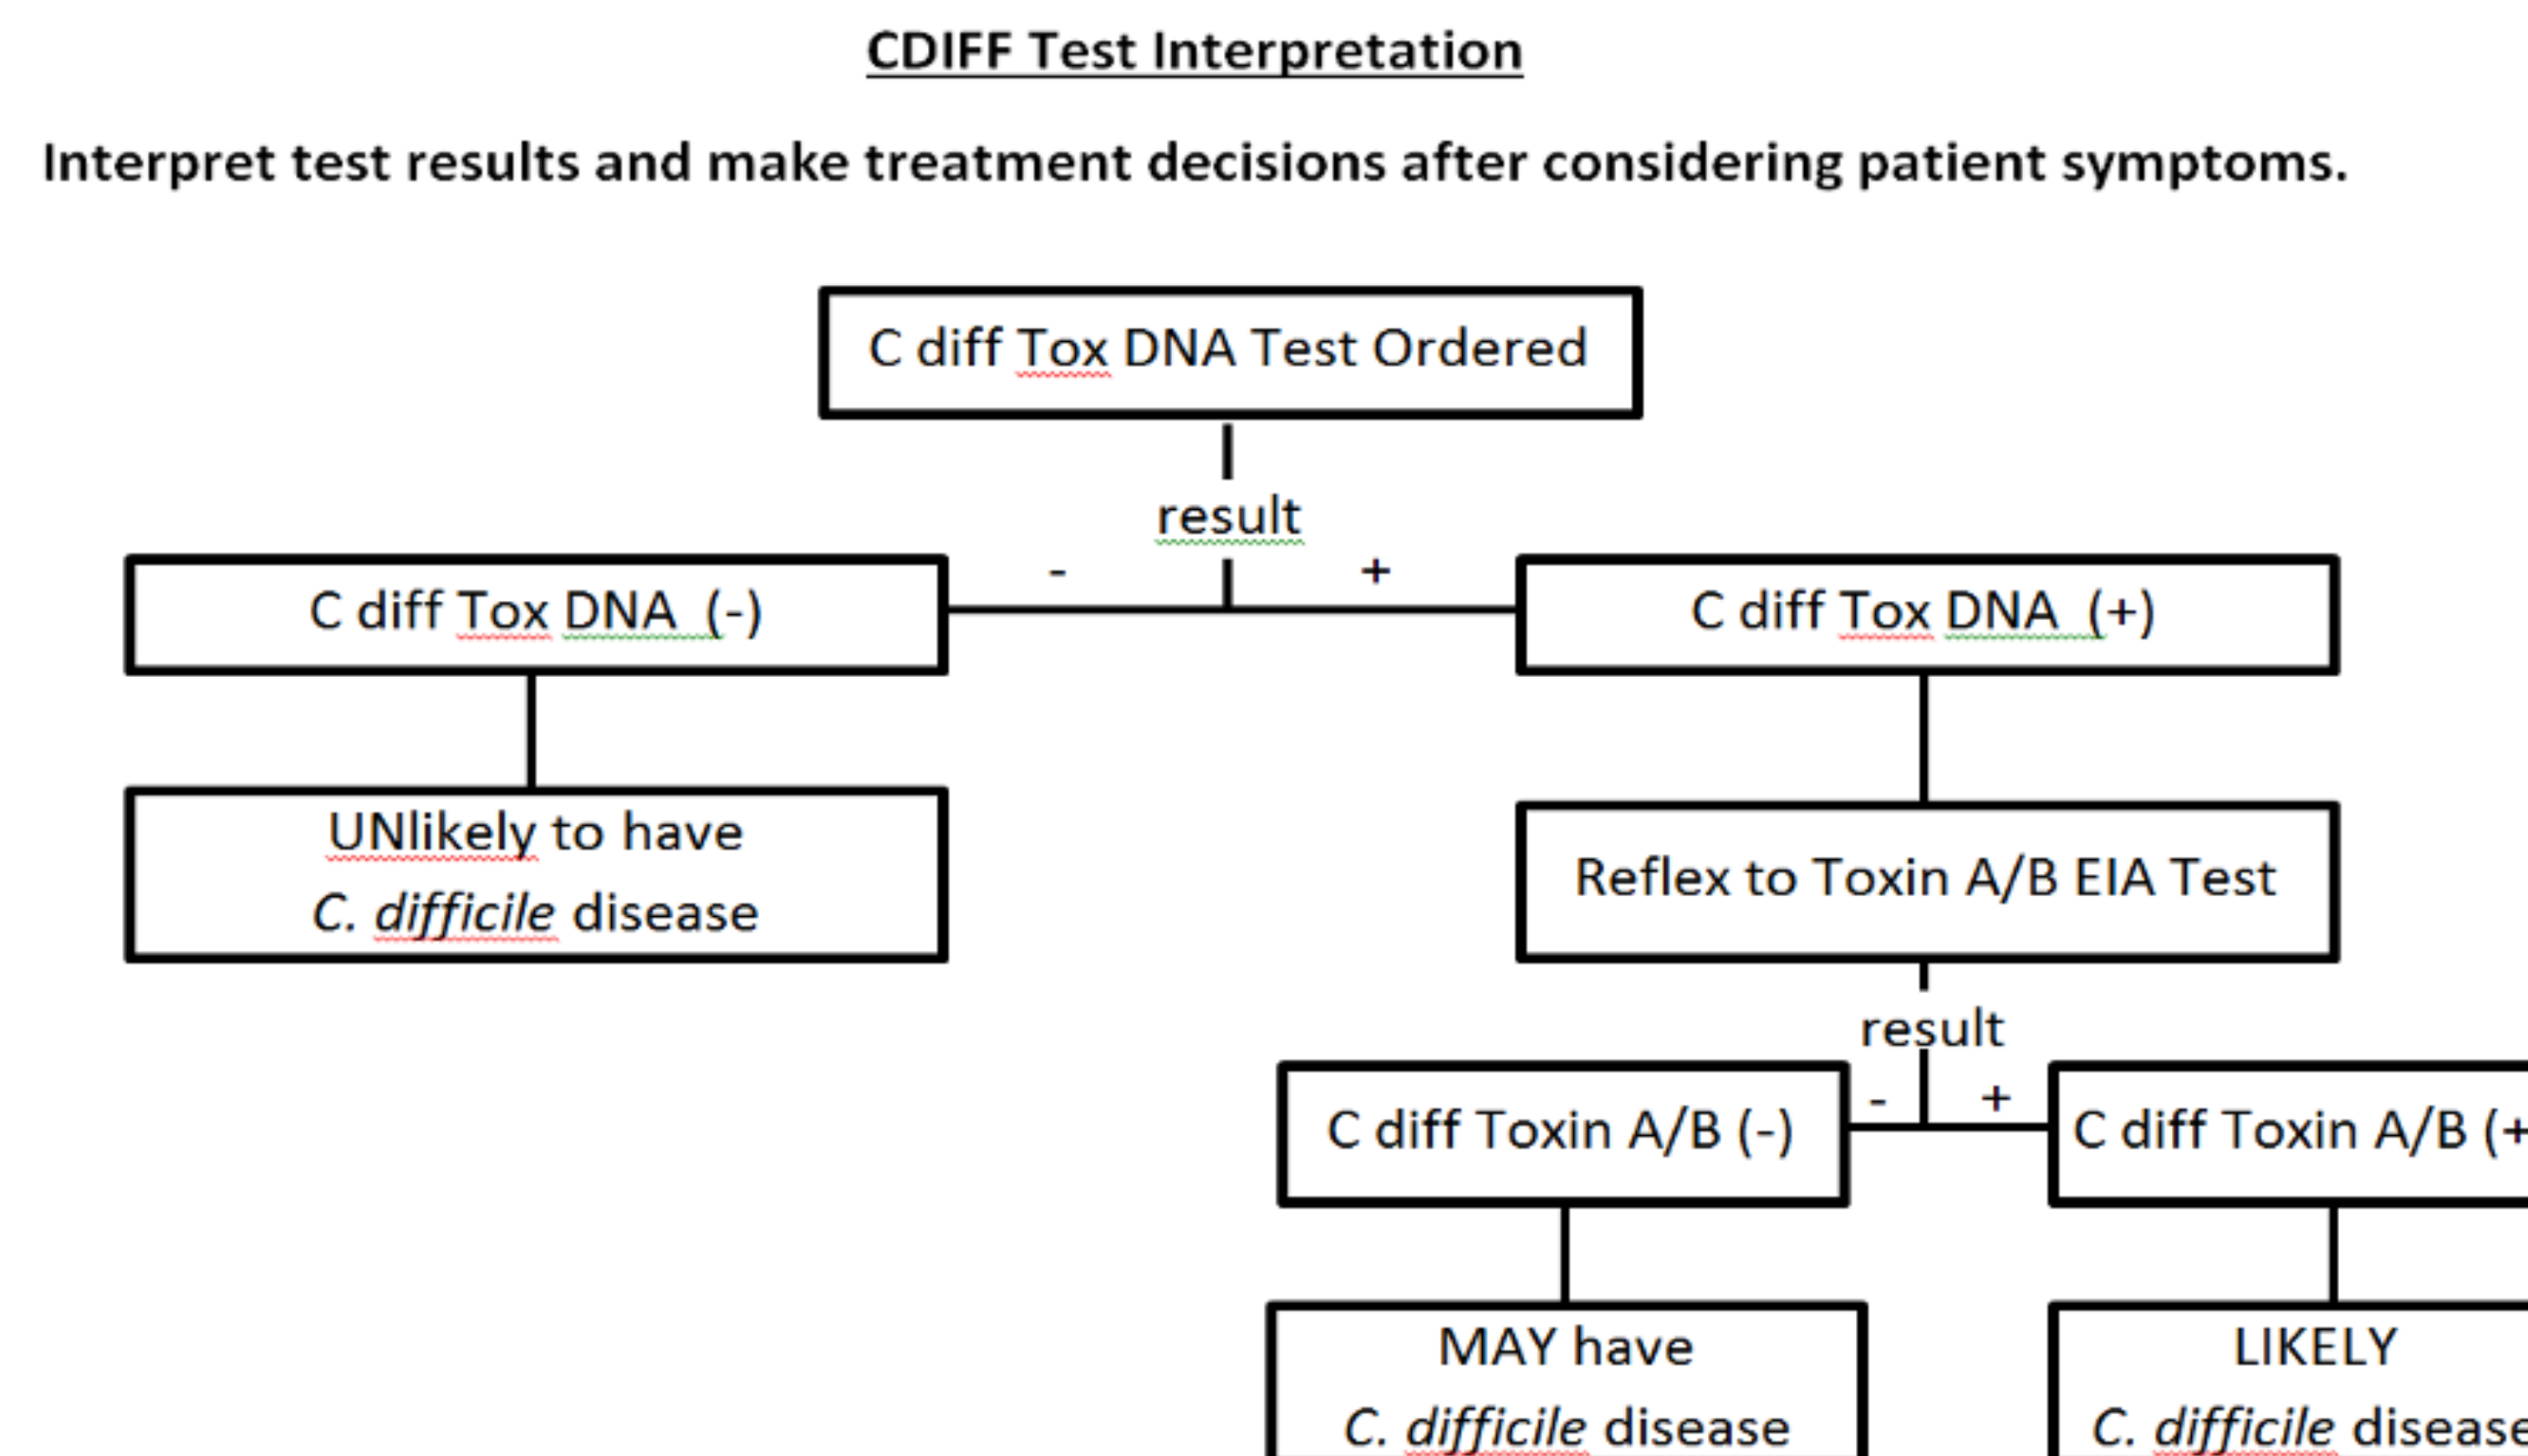 CDIFF Test Interpretation
Interpret test results and make treatment decisions after considering patient symptoms.
C diff Tox DNA Test Ordered
result
- +
C diff Tox DNA (-)
C diff Tox DNA (+)
UNlikely to have
C. difficile disease
Reflex to Toxin A/B EIA Test
result
- +
C diff Toxin A/B (-)
C diff Toxin A/B (+
MAY have
C. difficile disease
LIKELY
C. difficile disease